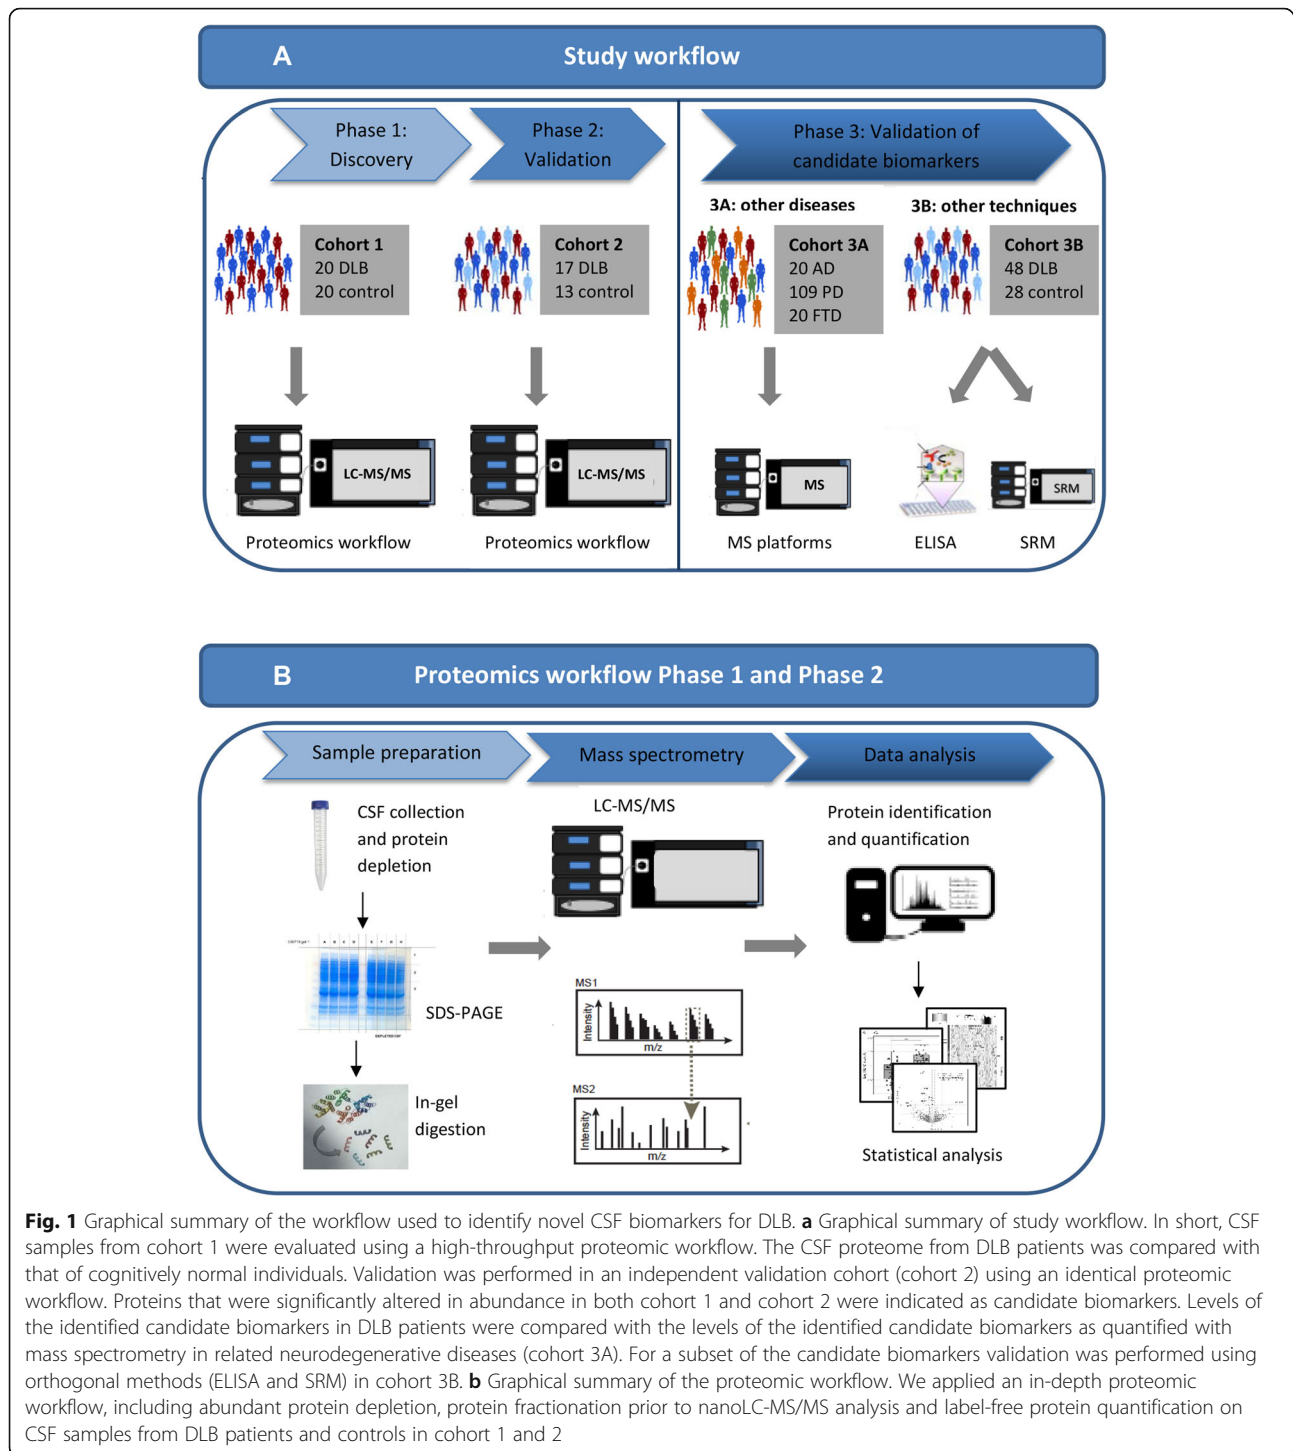 A
Study workflow
Phase 1:
Discovery
Phase 2:
Validation
Phase 3: Validation of
candidate biomarkers
3A: other diseases
3B: other techniques
Cohort 1
20 DLB
20 control
Cohort 2
17 DLB
13 control
Cohort 3A
20 AD
109 PD
20 FTD
Cohort 3B
48 DLB
28 control
LC-MS/MS
LC-MS/MS
MS
SRM
Proteomics workflow
Proteomics workflow
MS platforms
ELISA
SRM
B
Proteomics workflow Phase 1 and Phase 2
Sample preparation
Mass spectrometry
Data analysis
CSF collection
and protein
depletion
A B C D E F G H
SDS-PAGE
In-gel
digestion
LC-MS/MS
MS1
Intensity
m/z
MS2
Intensity
m/z
Protein identification
and quantification
Statistical analysis
Fig. 1 Graphical summary of the workflow used to identify novel CSF biomarkers for DLB. a Graphical summary of study workflow. In short, CSF
samples from cohort 1 were evaluated using a high-throughput proteomic workflow. The CSF proteome from DLB patients was compared with
that of cognitively normal individuals. Validation was performed in an independent validation cohort (cohort 2) using an identical proteomic
workflow. Proteins that were significantly altered in abundance in both cohort 1 and cohort 2 were indicated as candidate biomarkers. Levels of
the identified candidate biomarkers in DLB patients were compared with the levels of the identified candidate biomarkers as quantified with
mass spectrometry in related neurodegenerative diseases (cohort 3A). For a subset of the candidate biomarkers validation was performed using
orthogonal methods (ELISA and SRM) in cohort 3B. b Graphical summary of the proteomic workflow. We applied an in-depth proteomic
workflow, including abundant protein depletion, protein fractionation prior to nanoLC-MS/MS analysis and label-free protein quantification on
CSF samples from DLB patients and controls in cohort 1 and 2